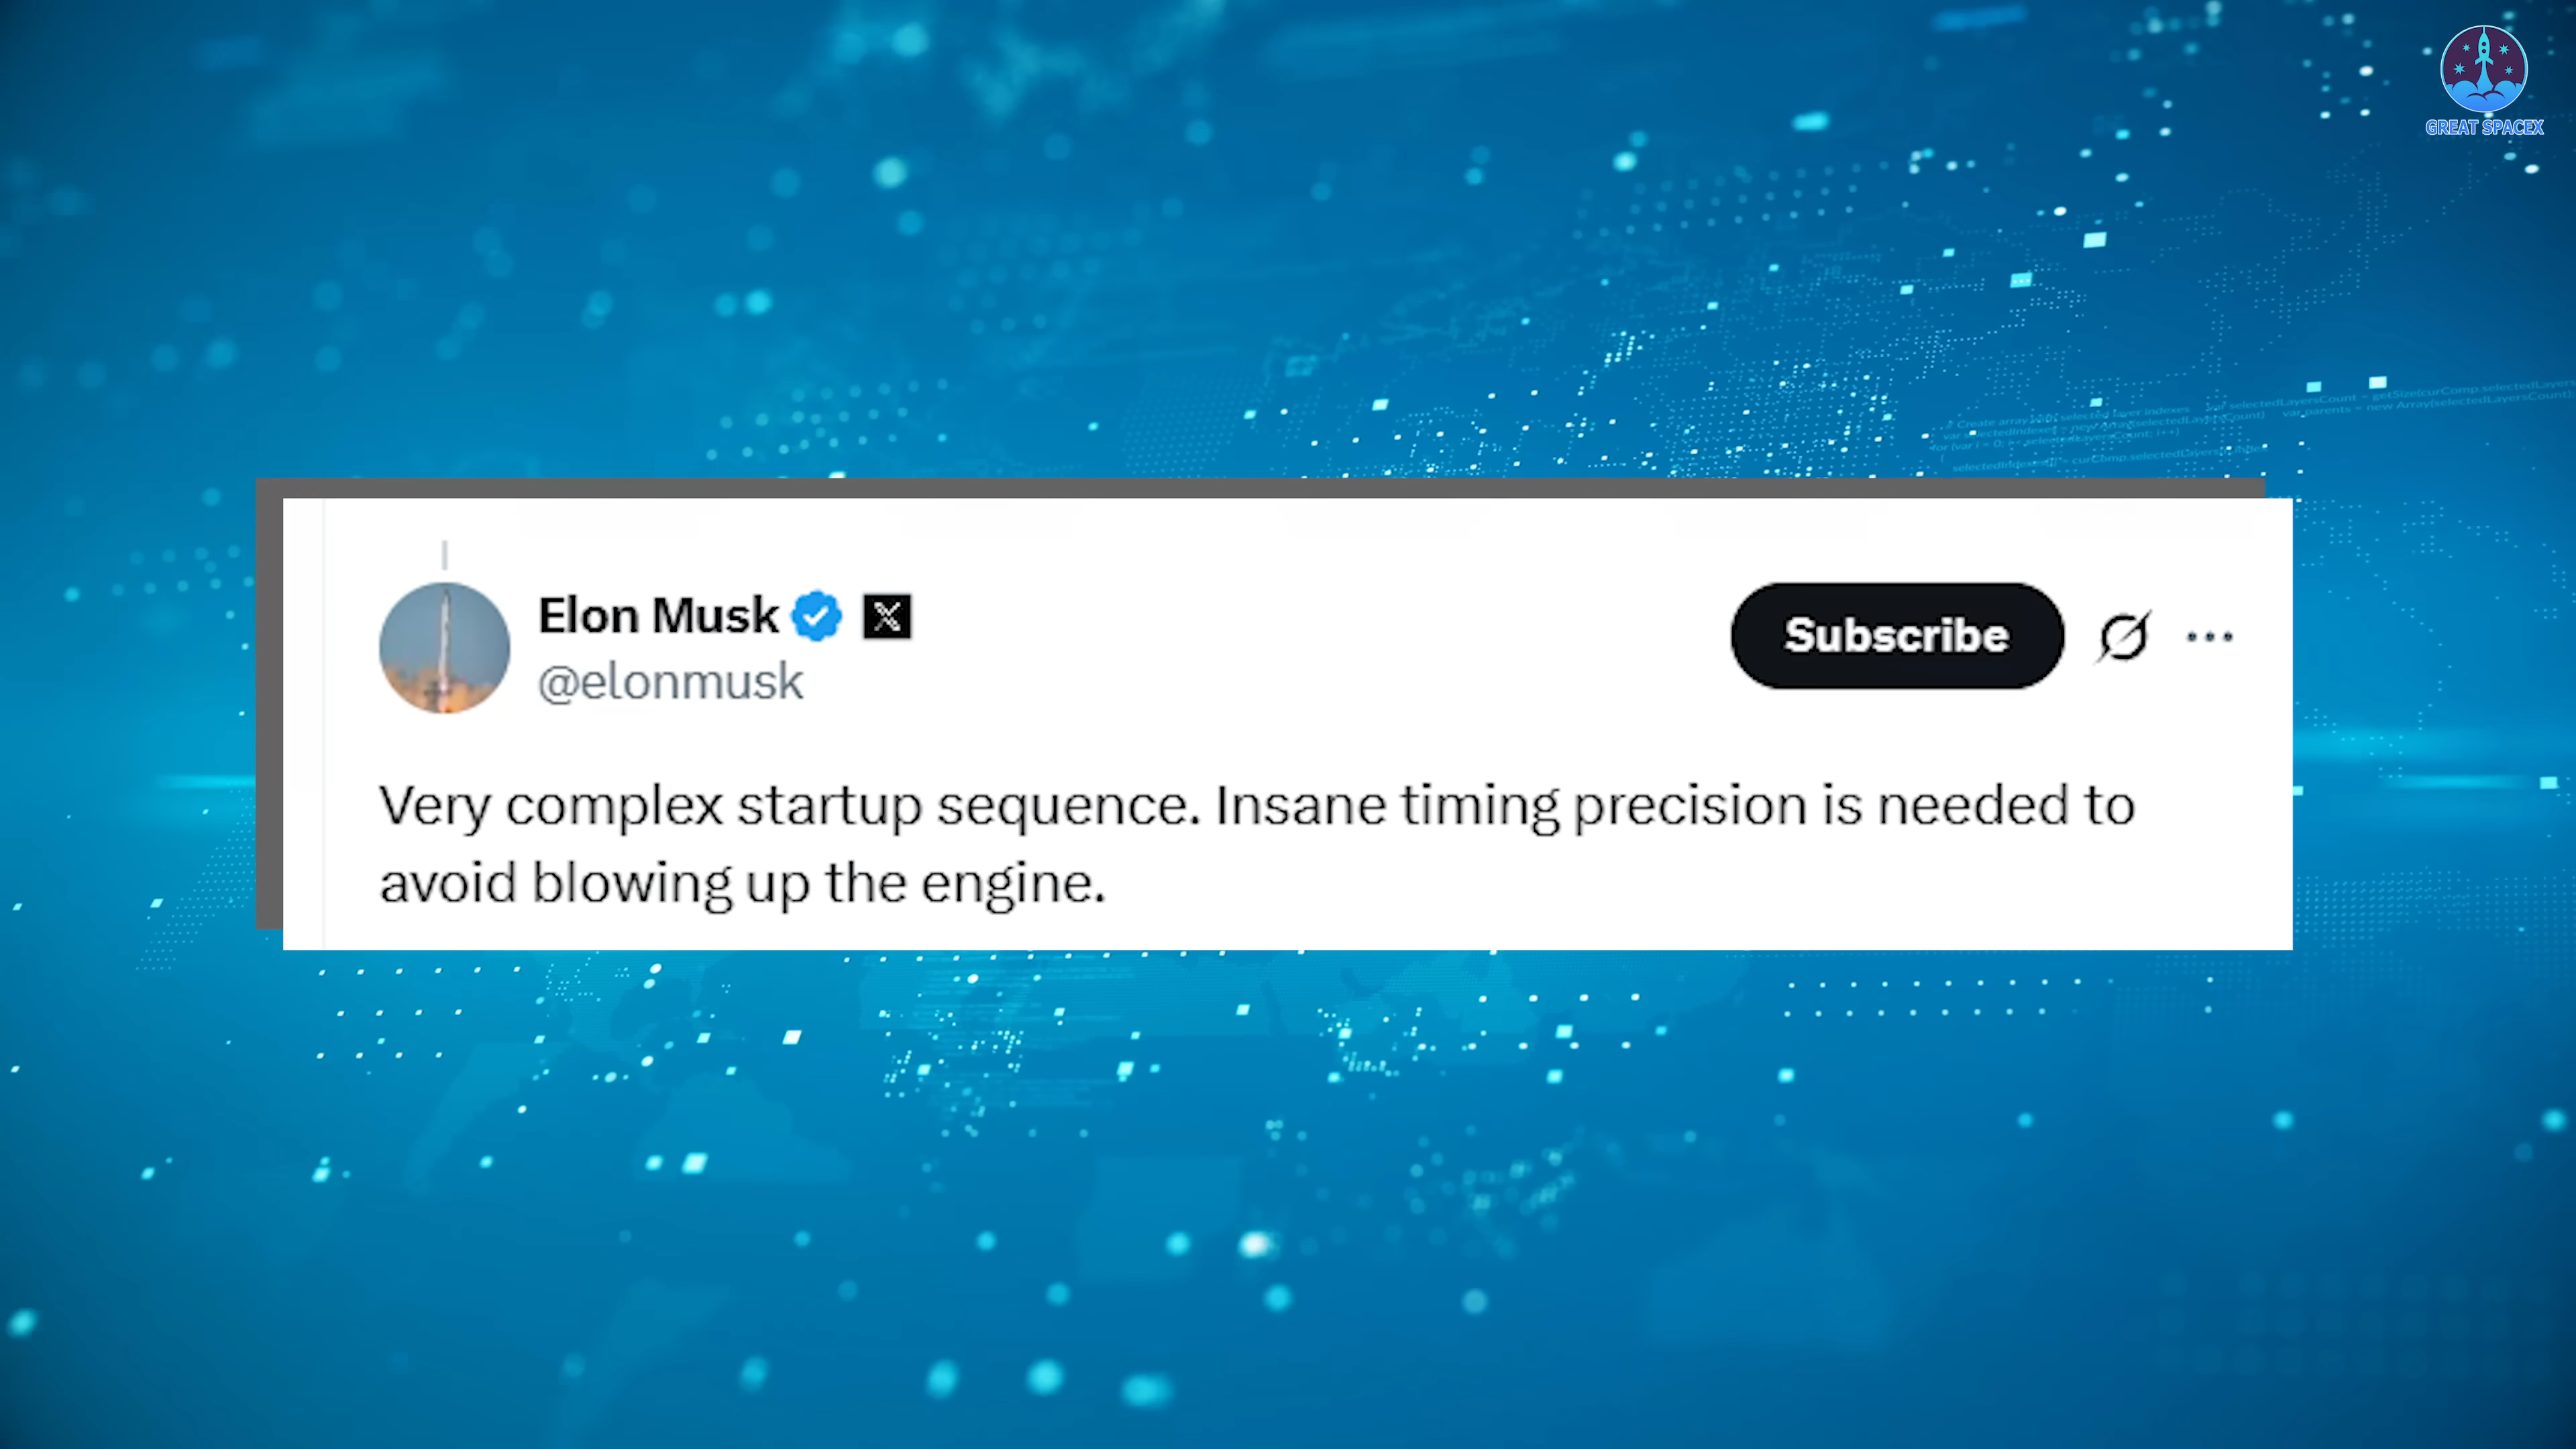 GREAT SPACEX
Elon Musk
@elonmusk
Subscribe
Very complex startup sequence. Insane timing precision is needed to
avoid blowing up the engine.